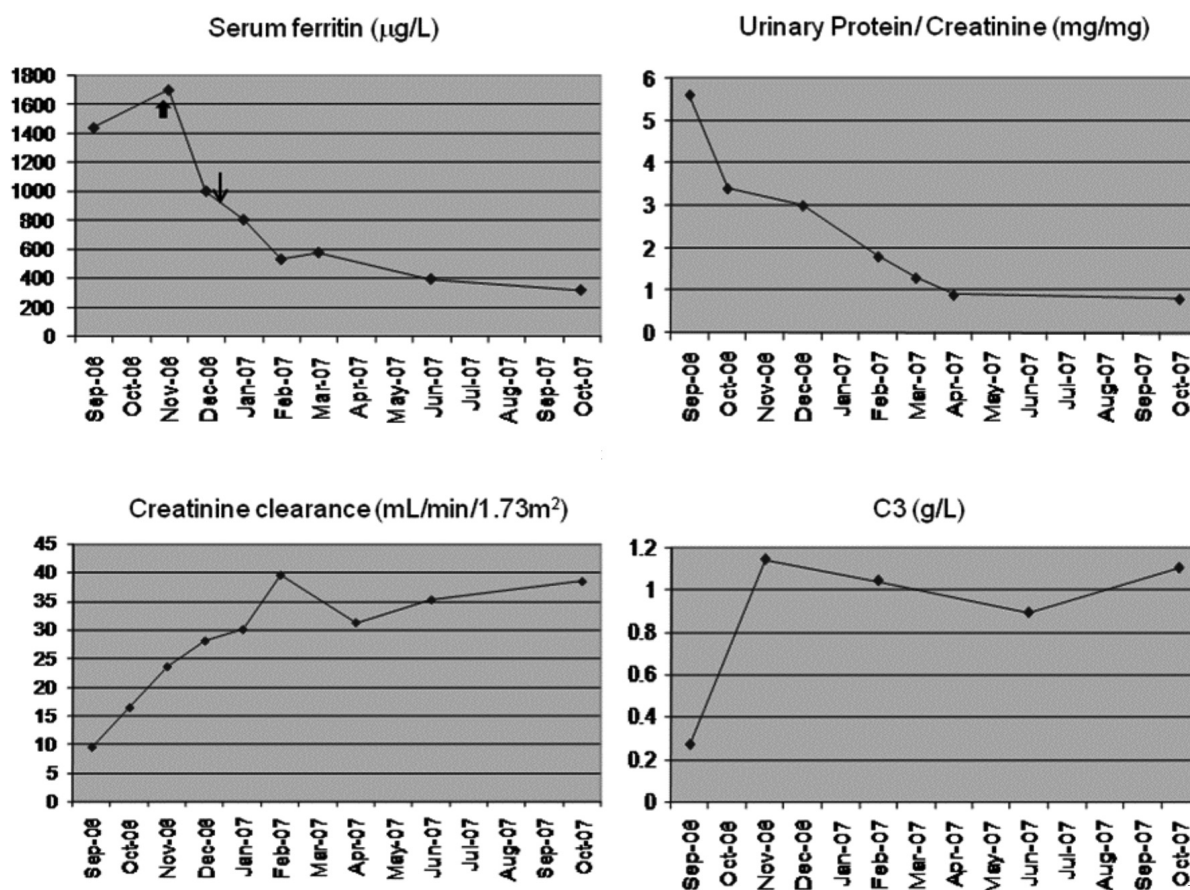 Serum ferritin (µg/L)
1800
1600
1400
1200
1000
800
600
400
200
0
Sep-06
Oct-06
Nov-06
Dec-06
Jan-07
Feb-07
Mar-07
Apr-07
May-07
Jun-07
Jul-07
Aug-07
Sep-07
Oct-07
Urinary Protein/ Creatinine (mg/mg)
6
5
4
3
2
1
0
Sep-06
Oct-06
Nov-06
Dec-06
Jan-07
Feb-07
Mar-07
Apr-07
May-07
Jun-07
Jul-07
Aug-07
Sep-07
Oct-07
Creatinine clearance (mL/min/1.73m²)
45
40
35
30
25
20
15
10
5
0
Sep-06
Oct-06
Nov-06
Dec-06
Jan-07
Feb-07
Mar-07
Apr-07
May-07
Jun-07
Jul-07
Aug-07
Sep-07
Oct-07
C3 (g/L)
1.2
1
0.8
0.6
0.4
0.2
0
Sep-06
Oct-06
Nov-06
Dec-06
Jan-07
Feb-07
Mar-07
Apr-07
May-07
Jun-07
Jul-07
Aug-07
Sep-07
Oct-07